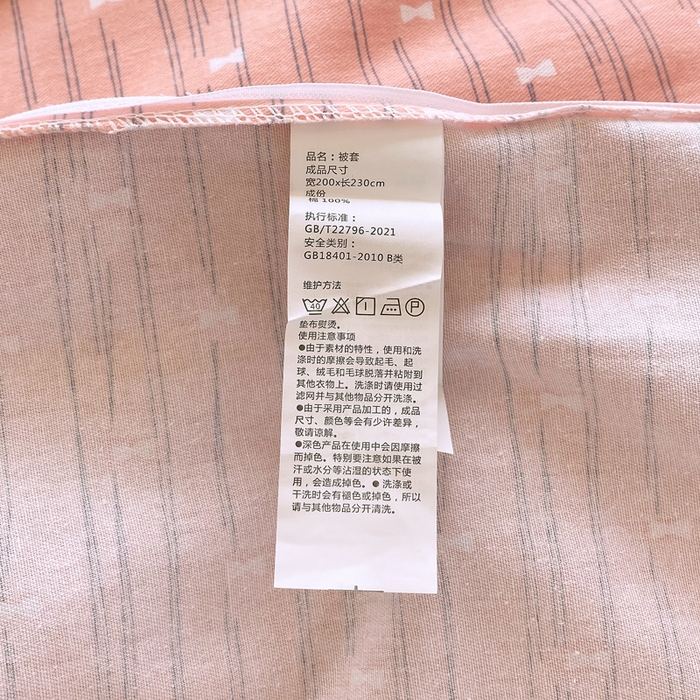 品名：被套
成品尺寸
宽200x长230cm
成份
棉 100%
执行标准：
GB/T22796-2021
安全类别：
GB18401-2010 B类
维护方法
40 P
垫布熨烫。
使用注意事项
●由于素材的特性，使用和洗
涤时的摩擦会导致起毛、起
球、绒毛和毛球脱落并粘附到
其他衣物上。洗涤时请使用过
滤网并与其他物品分开洗涤。
●由于采用产品加工的，成品
尺寸、颜色等会有少许差异，
敬请谅解。
●深色产品在使用中会因摩擦
而掉色。特别要注意如果在被
汗或水分等沾湿的状态下使
用，会造成掉色。● 洗涤或
干洗时会有褪色或掉色，所以
请与其他物品分开清洗。